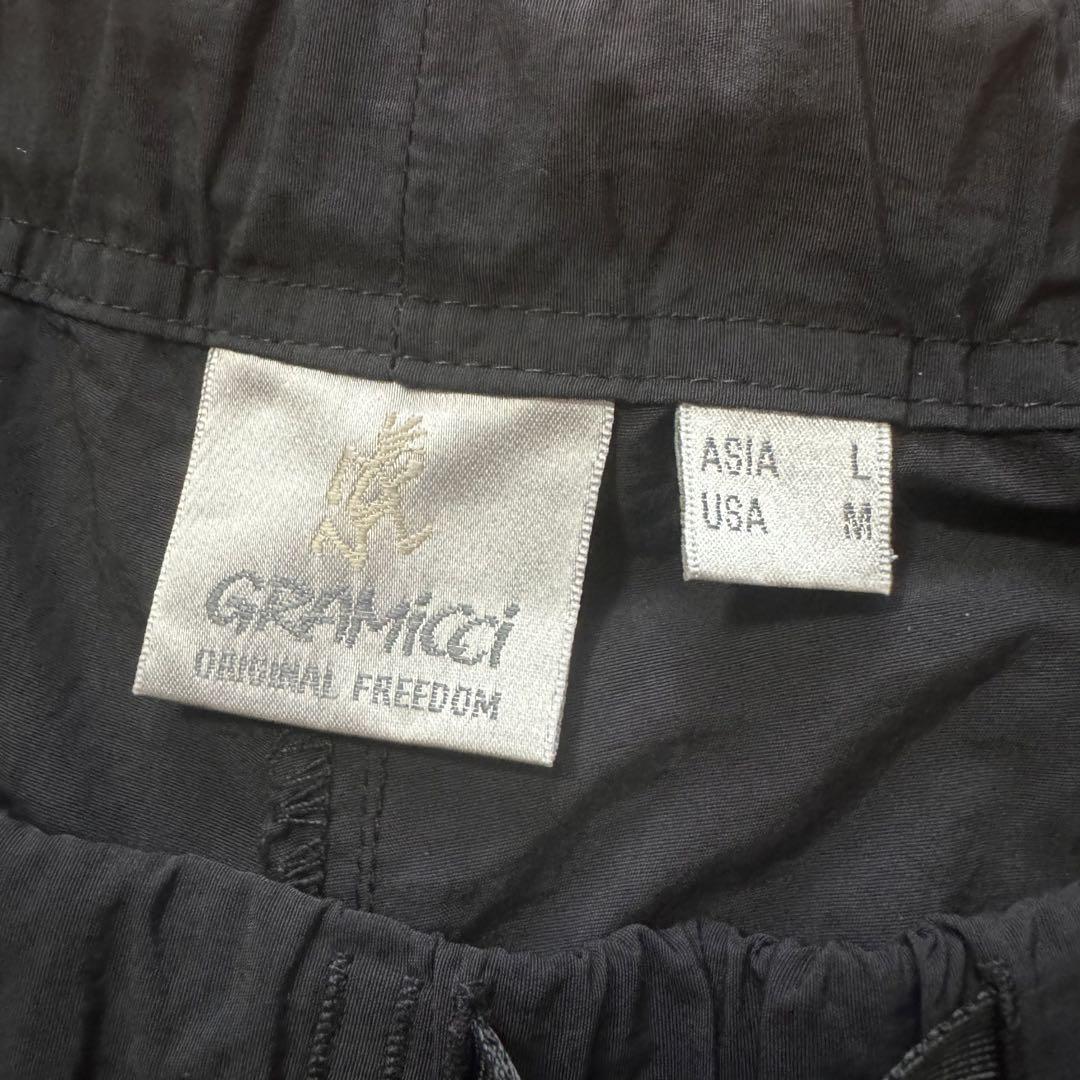 GRAMiCCi
ORIGINAL FREEDOM
ASIA L
USA M